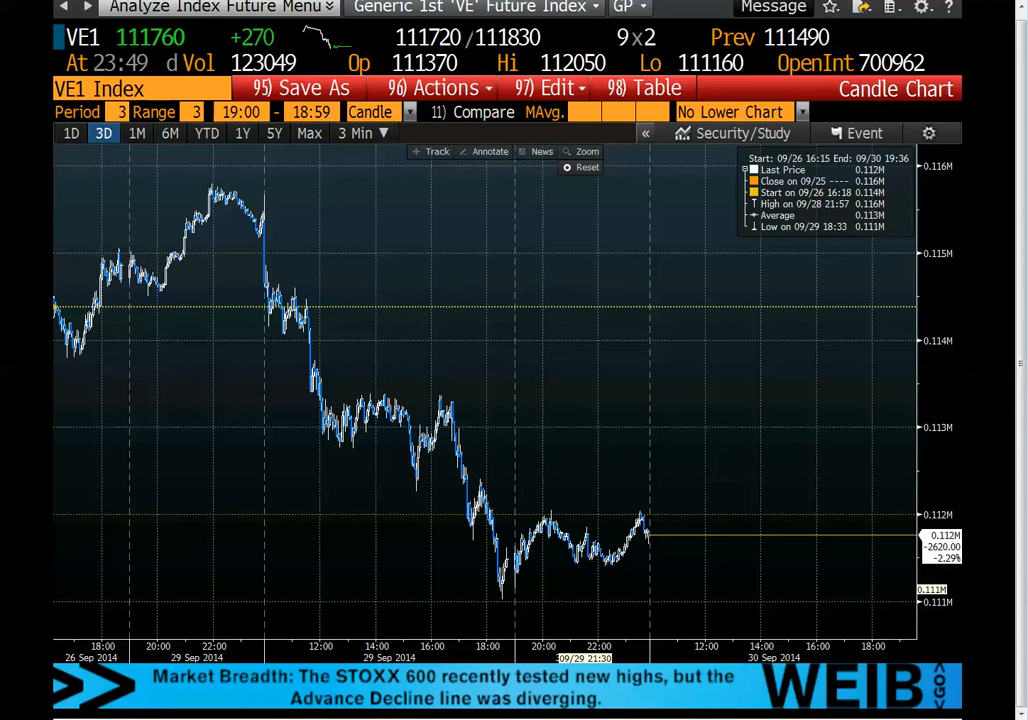 Analyze Index Future Menu Generic 1st 'VE' Future Index GP Message ?
VE1 111760 +270 111720/111830 9x2 Prev 111490
At 23:49 d Vol 123049 Op 111370 Hi 112050 Lo 111160 OpenInt 700962
VE1 Index 95) Save As 96) Actions 97) Edit 98) Table Candle Chart
Period 3 Range 3 19:00 - 18:59 Candle 11) Compare MAvg. No Lower Chart
1D 3D 1M 6M YTD 1Y 5Y Max 3 Min « Security/Study Event
Track Annotate News Zoom
Reset
Start: 09/26 16:15 End: 09/30 19:36
Last Price 0.112M
Close on 09/25 ---- 0.116M
Start on 09/26 16:18 0.114M
High on 09/28 21:57 0.116M
Average 0.113M
Low on 09/29 18:33 0.111M
0.116M
0.115M
0.114M
0.113M
0.112M
0.112M
-2620.00
-2.29%
0.111M
0.111M
18:00 20:00 22:00 12:00 14:00 16:00 18:00 20:00 22:00 12:00 14:00 16:00 18:00
26 Sep 2014 29 Sep 2014 29 Sep 2014 09/29 21:30 30 Sep 2014
Market Breadth: The STOXX 600 recently tested new highs, but the
Advance Decline line was diverging.
WEIB <GO>